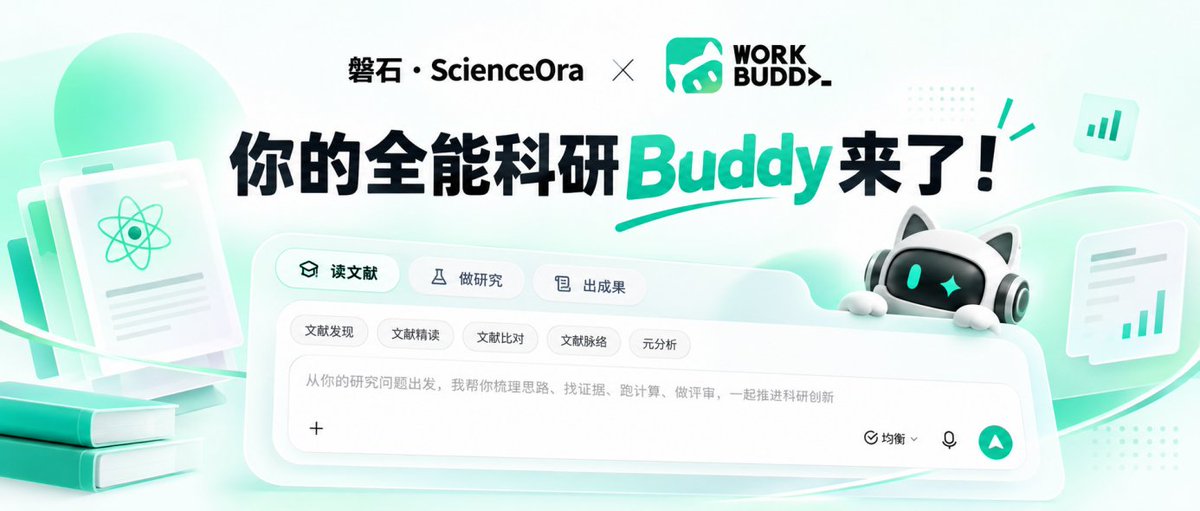 磐石·ScienceOra × WORK BUDD>_
你的全能科研Buddy来了!
读文献 做研究 出成果
文献发现 文献精读 文献比对 文献脉络 元分析
从你的研究问题出发，我帮你梳理思路、找证据、跑计算、做评审，一起推进科研创新
+ 均衡